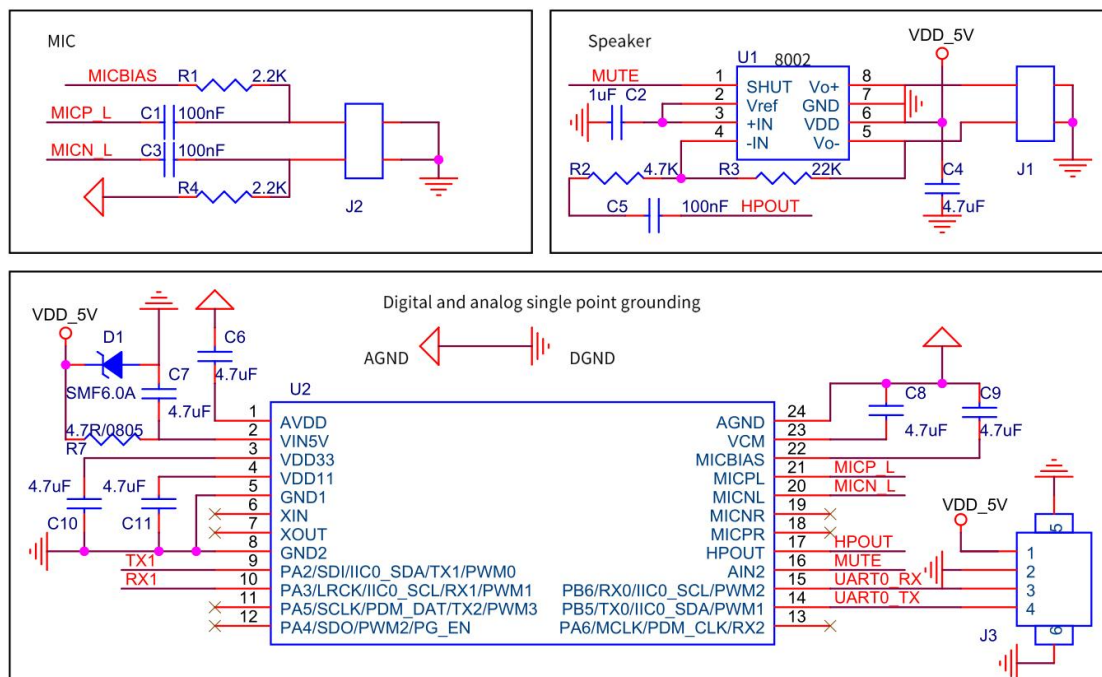 MIC
MICBIAS R1 2.2K
MICP_L C1 100nF
MICN_L C3 100nF
R4 2.2K
J2
Speaker
VDD_5V
U1 8002
MUTE 1 SHUT Vo+ 8
1uF C2 2 Vref GND 7
3 +IN VDD 6
4 -IN Vo- 5
R2 4.7K R3 22K C4 J1
C5 100nF HPOUT 4.7uF
Digital and analog single point grounding
AGND DGND
VDD_5V
D1
SMF6.0A
C7
4.7uF
C6
4.7uF
4.7R/0805
R7
4.7uF 4.7uF
C10 C11
TX1
RX1
U2
1 AVDD
2 VIN5V
3 VDD33
4 VDD11
5 GND1
6 XIN
7 XOUT
8 GND2
9 PA2/SDI/IIC0_SDA/TX1/PWM0
10 PA3/LRCK/IIC0_SCL/RX1/PWM1
11 PA5/SCLK/PDM_DAT/TX2/PWM3
12 PA4/SDO/PWM2/PG_EN
AGND 24
VCM 23
MICBIAS 22
MICPL 21 MICP_L
MICNL 20 MICN_L
MICNR 19
MICPR 18
HPOUT 17 HPOUT
AIN2 16 MUTE
PB6/RX0/IIC0_SCL/PWM2 15 UART0_RX
PB5/TX0/IIC0_SDA/PWM1 14 UART0_TX
PA6/MCLK/PDM_CLK/RX2 13
C8
4.7uF
C9
4.7uF
VDD_5V
5
1
2
3
4
6
J3